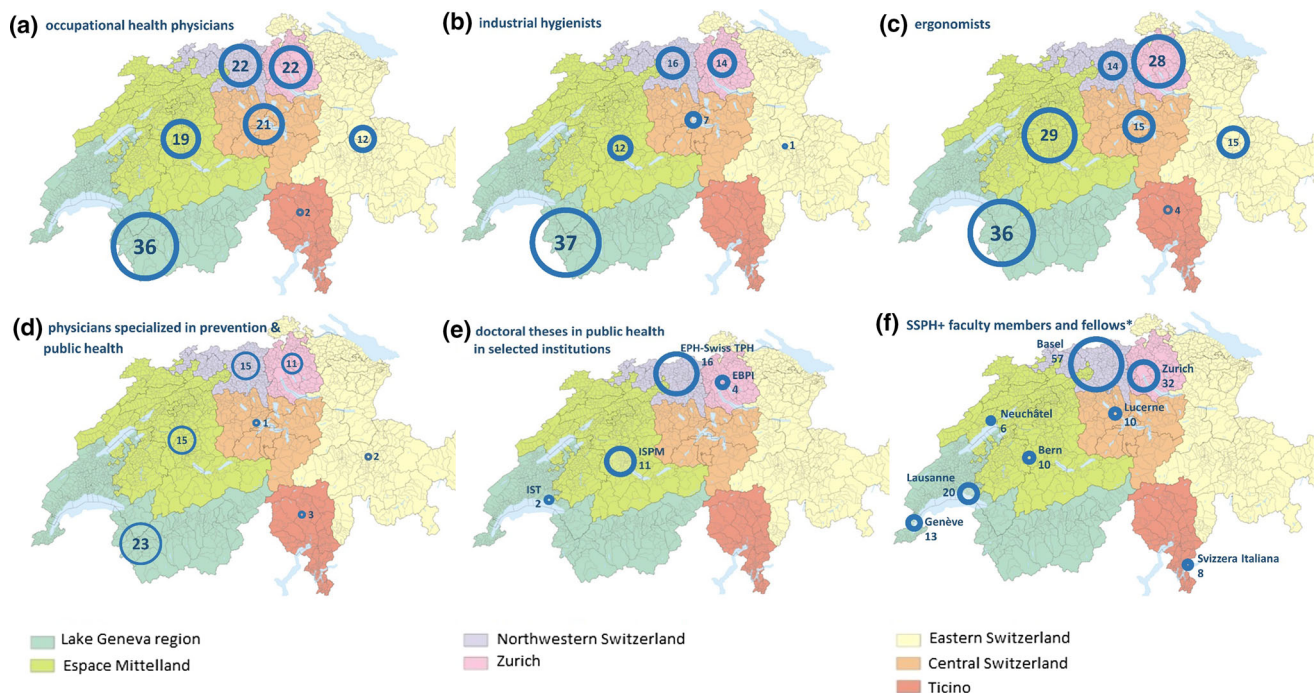 (a) occupational health physicians
22
22
21
19
12
2
36
(b) industrial hygienists
16
14
7
12
1
37
(c) ergonomists
14
28
29
15
15
4
36
(d) physicians specialized in prevention &
public health
15
11
1
15
2
3
23
(e) doctoral theses in public health
in selected institutions
EPH-Swiss TPH
16
EBPI
4
ISPM
11
IST
2
(f) SSPH+ faculty members and fellows*
Basel
57
Zurich
32
Neuchâtel
6
Lucerne
10
Bern
10
Lausanne
20
Genève
13
Svizzera Italiana
8
Lake Geneva region
Espace Mittelland
Northwestern Switzerland
Zurich
Eastern Switzerland
Central Switzerland
Ticino